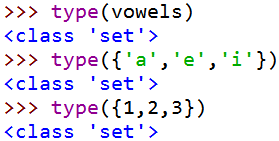 >>> type(vowels)
<class 'set'>
>>> type({'a','e','i'})
<class 'set'>
>>> type({1,2,3})
<class 'set'>